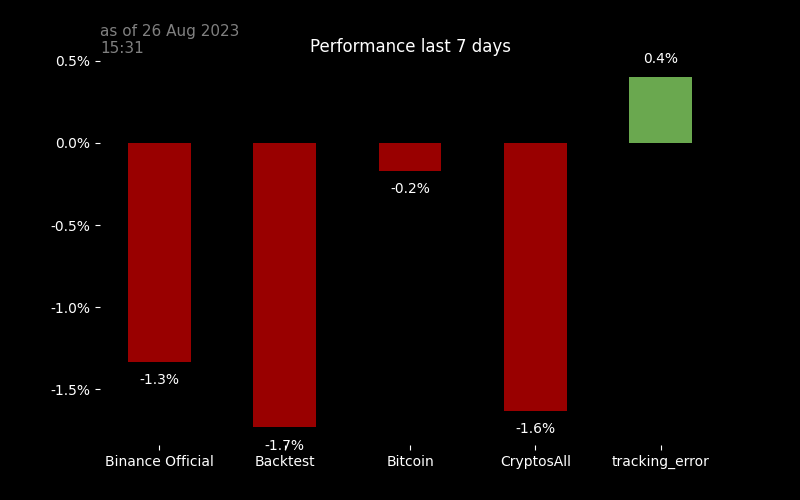 as of 26 Aug 2023
15:31
Performance last 7 days
0.5%
0.4%
0.0%
-0.2%
-0.5%
-1.0%
-1.3%
-1.5%
-1.6%
-1.7%
Binance Official
Backtest
Bitcoin
CryptosAll
tracking_error